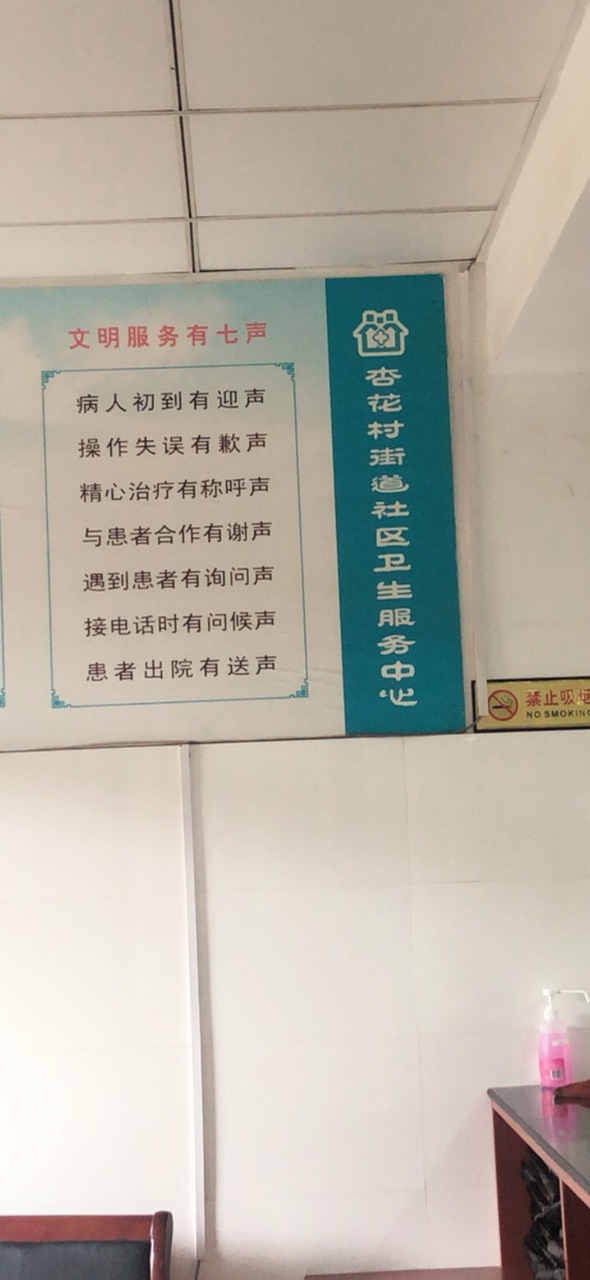 文明服务有七声
病人初到有迎声
操作失误有歉声
精心治疗有称呼声
与患者合作有谢声
遇到患者有询问声
接电话时有问候声
患者出院有送声
杏花村街道社区卫生服务中心
禁止吸烟
NO SMOKING